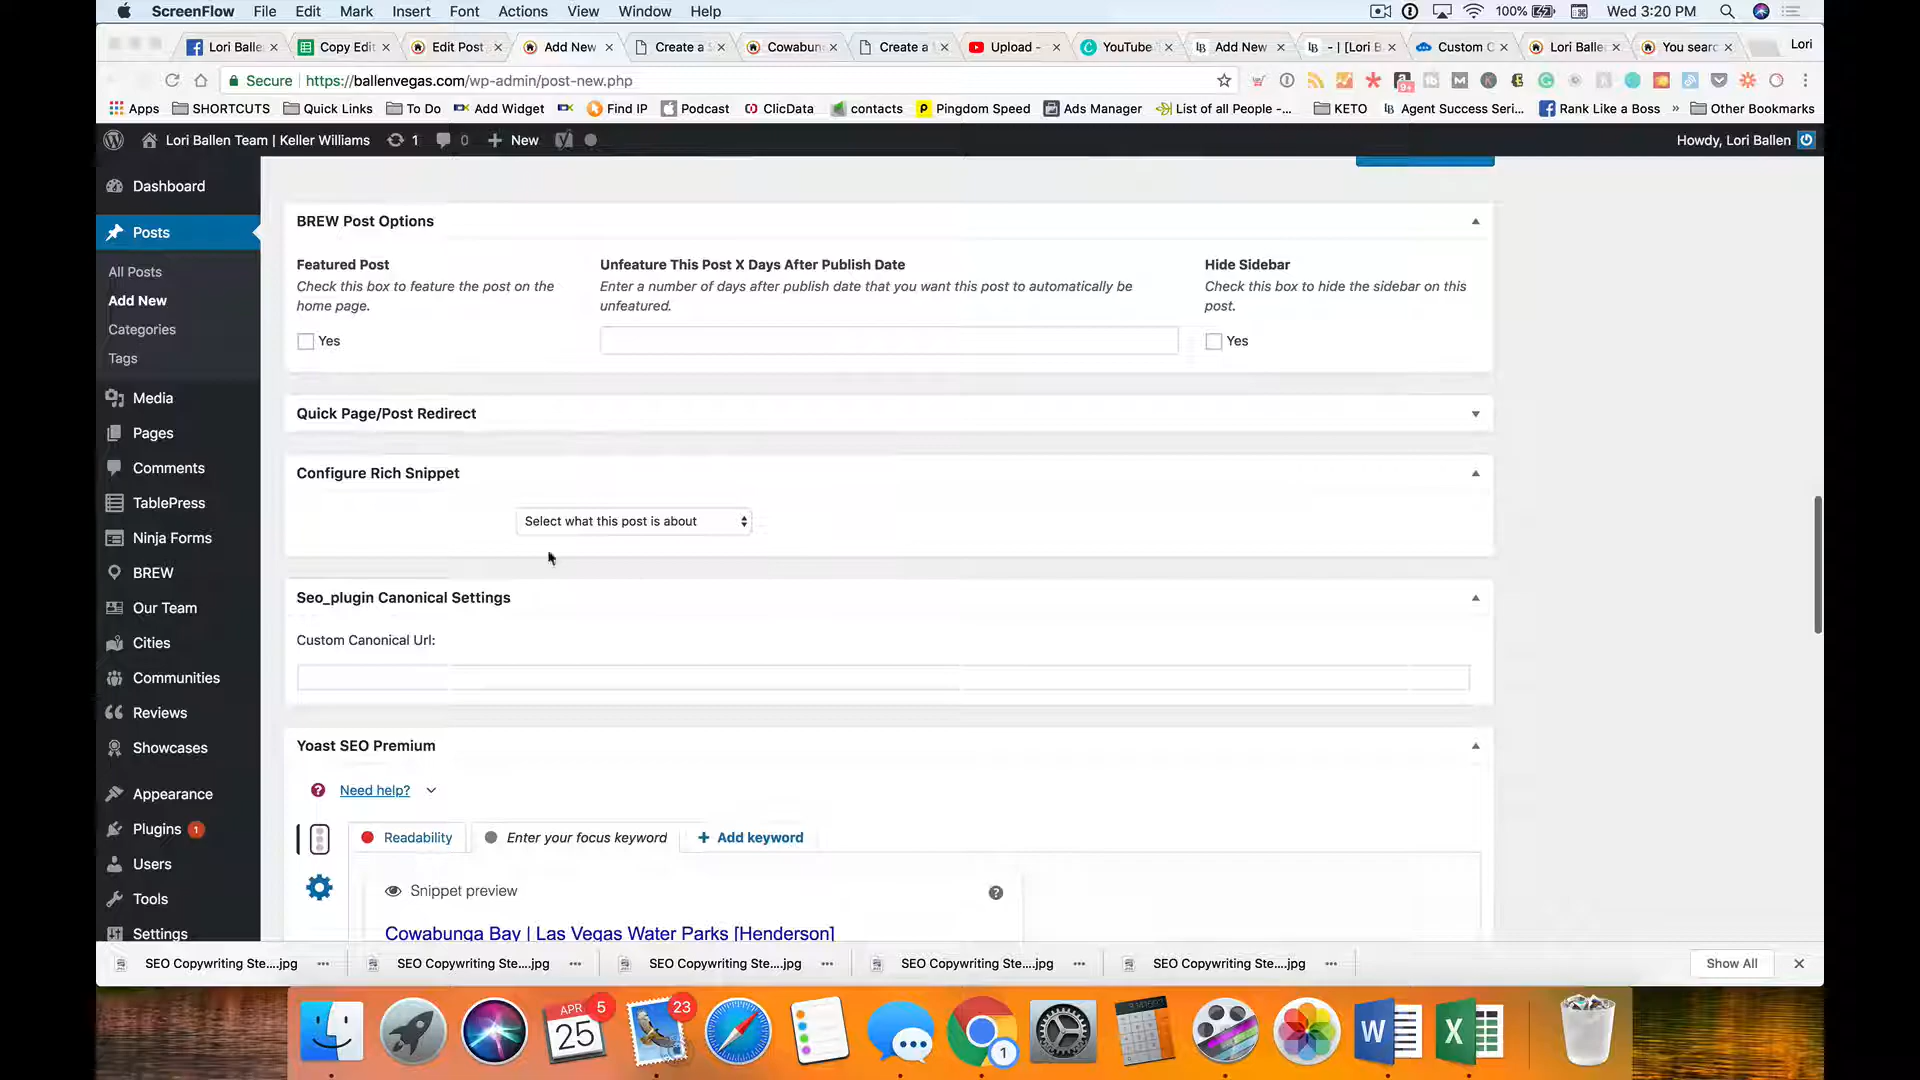 ScreenFlow File Edit Mark Insert Font Actions View Window Help 100% Wed 3:20 PM
Lori Balle Copy Edit Edit Post Add New Create a S Cowabun Create a Upload - YouTube Add New - | [Lori B Custom C Lori Balle You sear Lori
Secure https://ballenvegas.com/wp-admin/post-new.php 9+
Apps SHORTCUTS Quick Links To Do Add Widget Find IP Podcast ClicData contacts Pingdom Speed Ads Manager List of all People -... KETO Agent Success Seri... Rank Like a Boss » Other Bookmarks
Lori Ballen Team | Keller Williams 1 0 New Howdy, Lori Ballen
Dashboard
Posts
All Posts
Add New
Categories
Tags
Media
Pages
Comments
TablePress
Ninja Forms
BREW
Our Team
Cities
Communities
Reviews
Showcases
Appearance
Plugins 1
Users
Tools
Settings
BREW Post Options
Featured Post
Check this box to feature the post on the
home page.
Yes
Unfeature This Post X Days After Publish Date
Enter a number of days after publish date that you want this post to automatically be
unfeatured.
Hide Sidebar
Check this box to hide the sidebar on this
post.
Yes
Quick Page/Post Redirect
Configure Rich Snippet
Select what this post is about
Seo_plugin Canonical Settings
Custom Canonical Url:
Yoast SEO Premium
Need help?
Readability Enter your focus keyword Add keyword
Snippet preview
Cowabunga Bay | Las Vegas Water Parks [Henderson]
SEO Copywriting Ste....jpg SEO Copywriting Ste....jpg SEO Copywriting Ste....jpg SEO Copywriting Ste....jpg SEO Copywriting Ste....jpg Show All
APR 25 5 23 1 W X